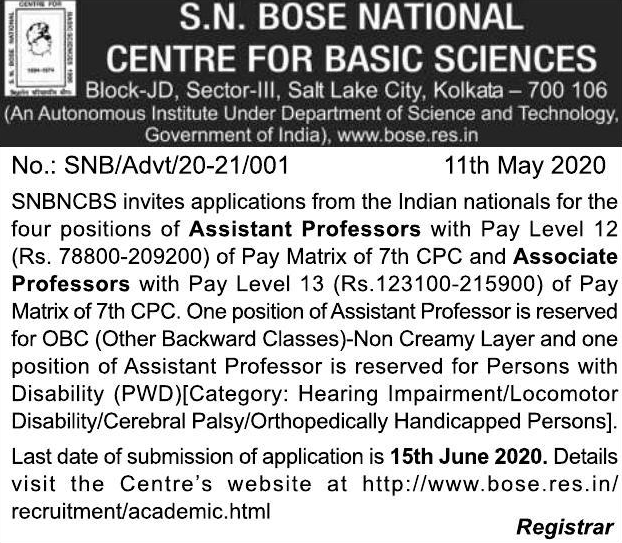 CENTRE FOR
S.N. BOSE NATIONAL
BASIC SCIENCES
1894-1974
S.N. BOSE NATIONAL
CENTRE FOR BASIC SCIENCES
Block-JD, Sector-III, Salt Lake City, Kolkata – 700 106
(An Autonomous Institute Under Department of Science and Technology,
Government of India), www.bose.res.in
No.: SNB/Advt/20-21/001 11th May 2020
SNBNCBS invites applications from the Indian nationals for the
four positions of Assistant Professors with Pay Level 12
(Rs. 78800-209200) of Pay Matrix of 7th CPC and Associate
Professors with Pay Level 13 (Rs.123100-215900) of Pay
Matrix of 7th CPC. One position of Assistant Professor is reserved
for OBC (Other Backward Classes)-Non Creamy Layer and one
position of Assistant Professor is reserved for Persons with
Disability (PWD)[Category: Hearing Impairment/Locomotor
Disability/Cerebral Palsy/Orthopedically Handicapped Persons].
Last date of submission of application is 15th June 2020. Details
visit the Centre's website at http://www.bose.res.in/
recruitment/academic.html
Registrar